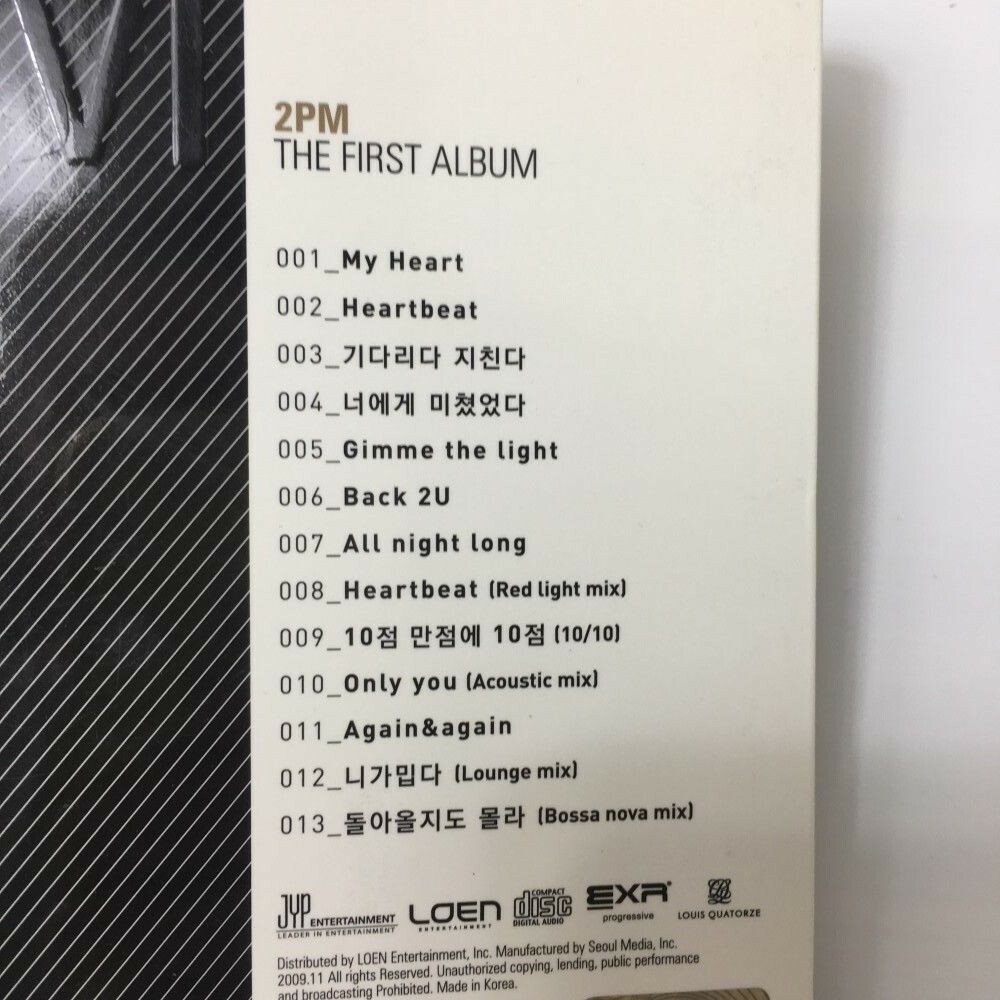 2PM
THE FIRST ALBUM
001_My Heart
002_Heartbeat
003_기다리다 지친다
004_너에게 미쳤었다
005_Gimme the light
006_Back 2U
007_All night long
008_Heartbeat (Red light mix)
009_10점 만점에 10점 (10/10)
010_Only you (Acoustic mix)
011_Again&again
012_니가밉다 (Lounge mix)
013_돌아올지도 몰라 (Bossa nova mix)
JYP ENTERTAINMENT
LEADER IN ENTERTAINMENT
LOEN
ENTERTAINMENT
COMPACT
disc
DIGITAL AUDIO
EXR
progressive
LOUIS QUATORZE
Distributed by LOEN Entertainment, Inc. Manufactured by Seoul Media, Inc.
2009.11 All rights Reserved. Unauthorized copying, lending, public performance
and broadcasting Prohibited. Made in Korea.